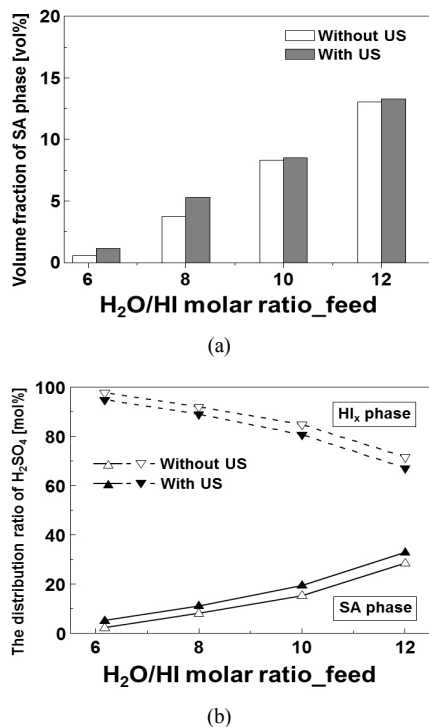 Volume fraction of SA phase [vol%]
20
15
10
5
0
Without US
With US
6
8
10
12
H₂O/HI molar ratio_feed
(a)
The distribution ratio of H₂SO₄ [mol%]
100
80
60
40
20
0
HIₓ phase
Without US
With US
SA phase
6
8
10
12
H₂O/HI molar ratio_feed
(b)